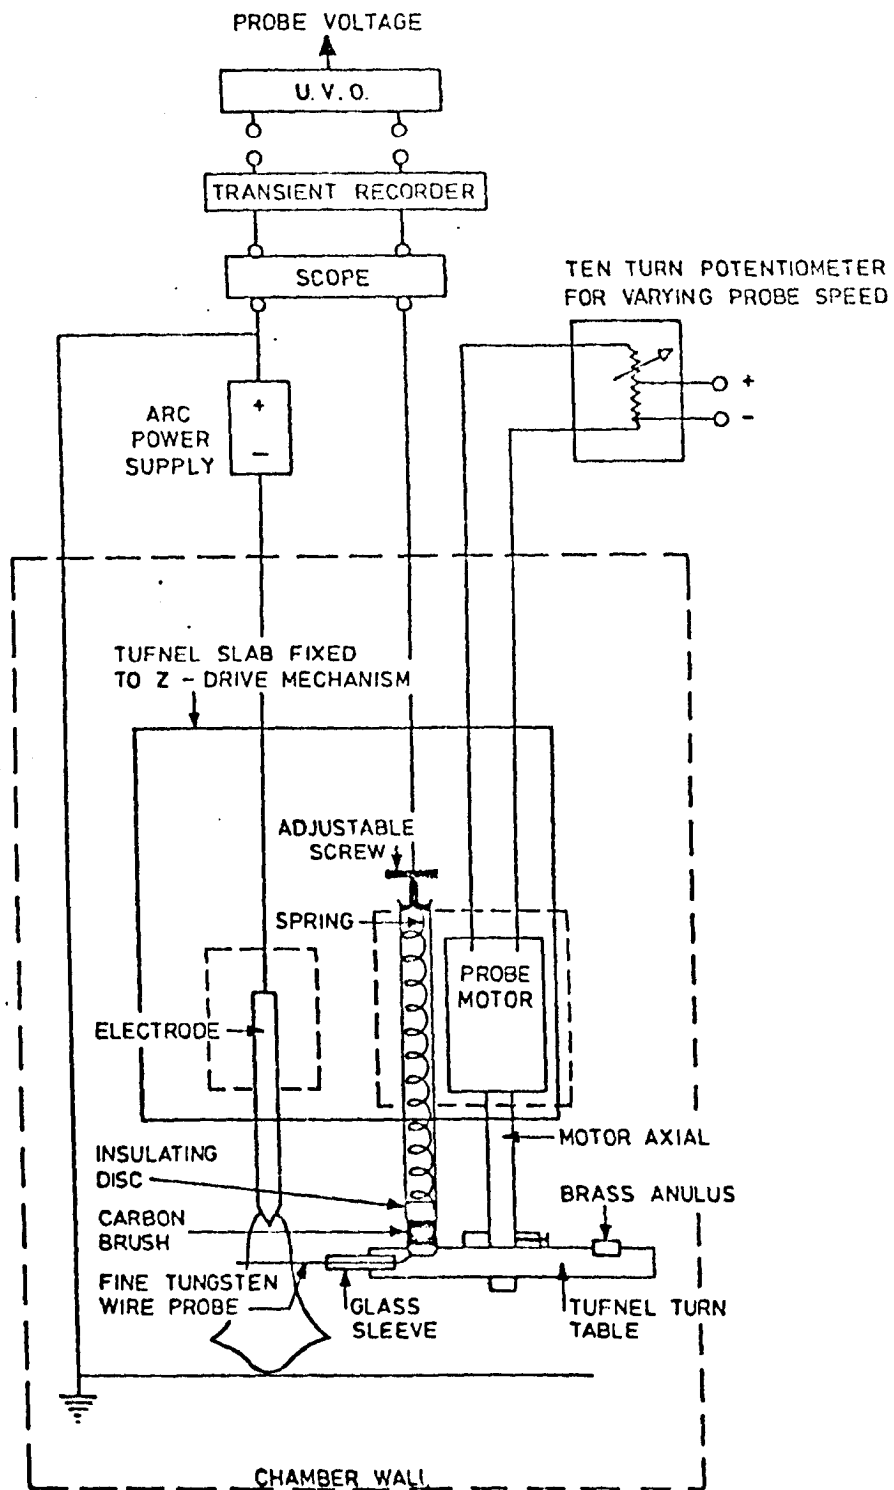 PROBE VOLTAGE
U.V.O.
TRANSIENT RECORDER
SCOPE
TEN TURN POTENTIOMETER
FOR VARYING PROBE SPEED
+
-
ARC
POWER
SUPPLY
+
-
TUFNEL SLAB FIXED
TO Z - DRIVE MECHANISM
ADJUSTABLE
SCREW
SPRING
PROBE
MOTOR
ELECTRODE
MOTOR AXIAL
INSULATING
DISC
BRASS ANULUS
CARBON
BRUSH
FINE TUNGSTEN
WIRE PROBE
GLASS
SLEEVE
TUFNEL TURN
TABLE
CHAMBER WALL